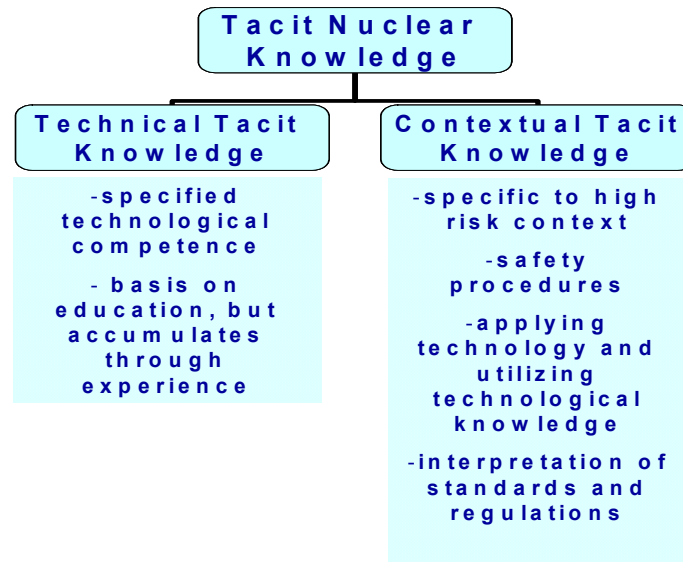 Tacit Nuclear
Knowledge
Technical Tacit
Knowledge
-specified
technological
competence
- basis on
education, but
accumulates
through
experience
Contextual Tacit
Knowledge
-specific to high
risk context
-safety
procedures
-applying
technology and
utilizing
technological
knowledge
-interpretation of
standards and
regulations